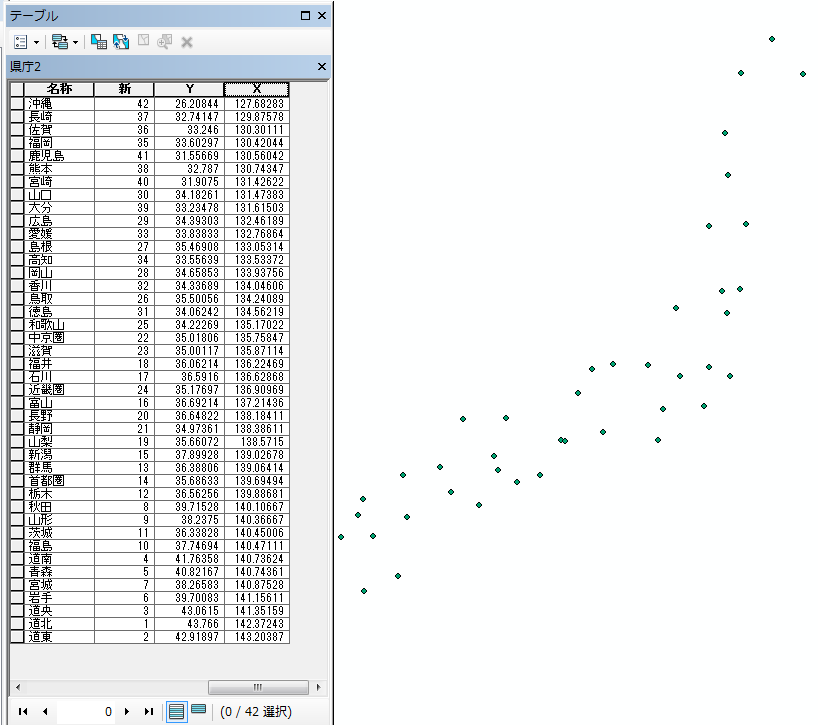 テーブル
県庁2
名称 新 Y X
沖縄 42 26.20844 127.68283
長崎 37 32.74147 129.87578
佐賀 36 33.246 130.30111
福岡 35 33.60297 130.42044
鹿児島 41 31.55669 130.56042
熊本 38 32.787 130.74347
宮崎 40 31.9075 131.42622
山口 30 34.18261 131.47383
大分 39 33.23478 131.61503
広島 29 34.39303 132.46189
愛媛 33 33.83833 132.76864
島根 27 35.46908 133.05314
高知 34 33.55639 133.53372
岡山 28 34.65853 133.93756
香川 32 34.33689 134.04606
鳥取 26 35.50056 134.24089
徳島 31 34.06242 134.56219
和歌山 25 34.22269 135.17022
中京圏 22 35.01806 135.75847
滋賀 23 35.00117 135.87114
福井 18 36.06214 136.22469
石川 17 36.5916 136.62868
近畿圏 24 35.17697 136.90969
富山 16 36.69214 137.21436
長野 20 36.64822 138.18411
静岡 21 34.97361 138.38611
山梨 19 35.66072 138.5715
新潟 15 37.89928 139.02678
群馬 13 36.38806 139.06414
首都圏 14 35.68633 139.69494
栃木 12 36.56256 139.88681
秋田 8 39.71528 140.10667
山形 9 38.2375 140.36667
茨城 11 36.33828 140.45006
福島 10 37.74694 140.47111
道南 4 41.76358 140.73624
青森 5 40.82167 140.74361
宮城 7 38.26583 140.87528
岩手 6 39.70083 141.15611
道央 3 43.0615 141.35159
道北 1 43.766 142.37243
道東 2 42.91897 143.20387
0 (0 / 42 選択)